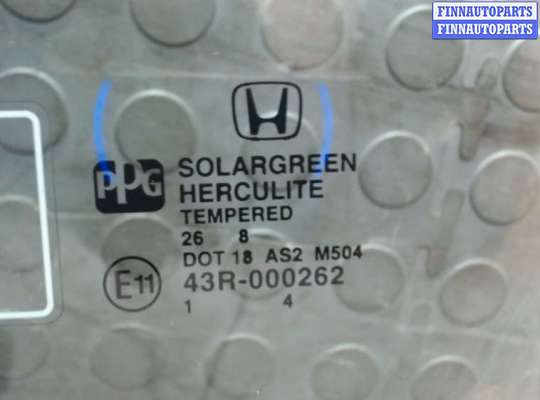 FINNAUTOPARTS
FINNAUTOPARTS
PPG
SOLARGREEN
HERCULITE
TEMPERED
26 8
DOT 18 AS2 M504
E11
43R-000262
1 4